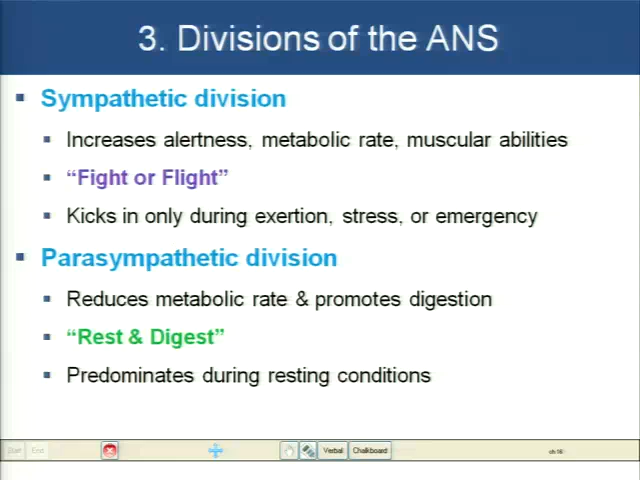 3. Divisions of the ANS
Sympathetic division
Increases alertness, metabolic rate, muscular abilities
“Fight or Flight”
Kicks in only during exertion, stress, or emergency
Parasympathetic division
Reduces metabolic rate & promotes digestion
“Rest & Digest”
Predominates during resting conditions
Start End Verbal Chalkboard